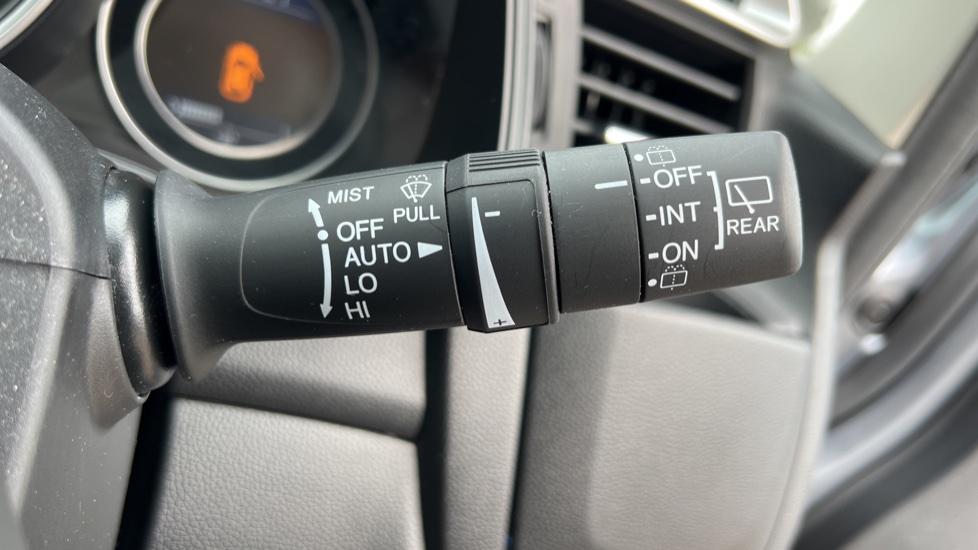 MIST
PULL
OFF
AUTO
LO
HI
-
+
OFF
INT
ON
REAR